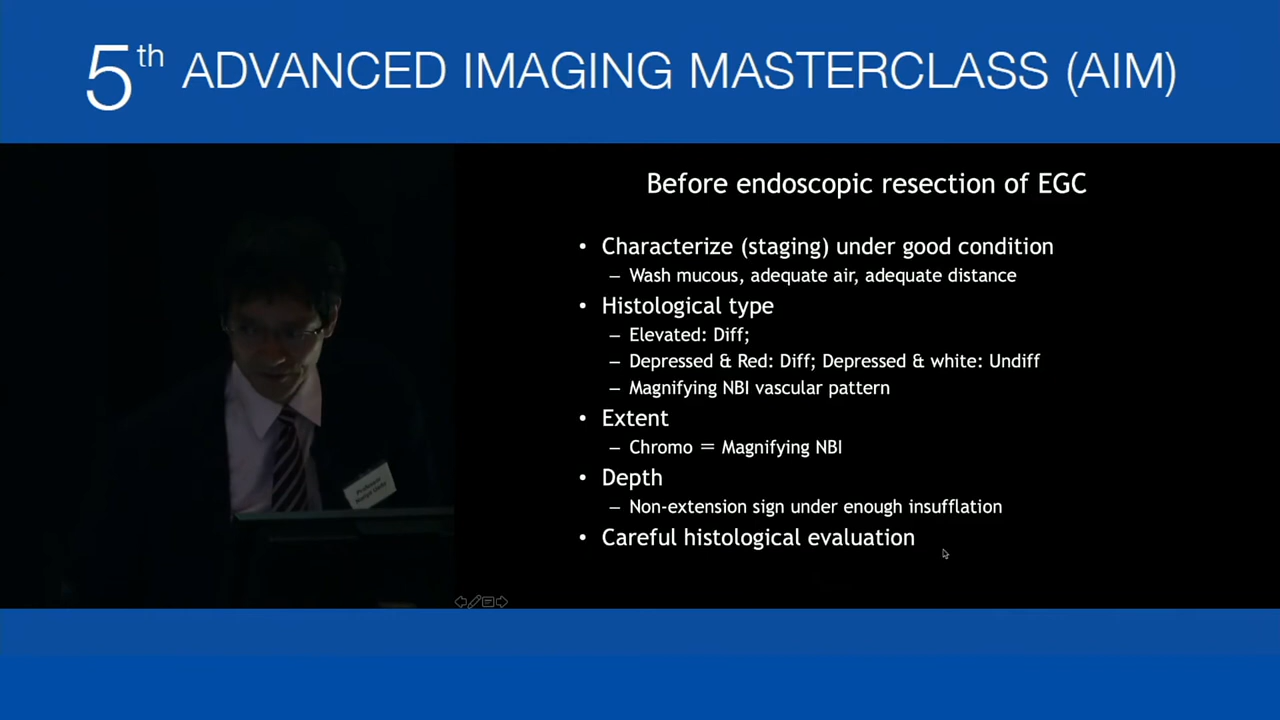 5th ADVANCED IMAGING MASTERCLASS (AIM)
Before endoscopic resection of EGC
• Characterize (staging) under good condition
– Wash mucous, adequate air, adequate distance
• Histological type
– Elevated: Diff;
– Depressed & Red: Diff; Depressed & white: Undiff
– Magnifying NBI vascular pattern
• Extent
– Chromo = Magnifying NBI
• Depth
– Non-extension sign under enough insufflation
• Careful histological evaluation
Professor